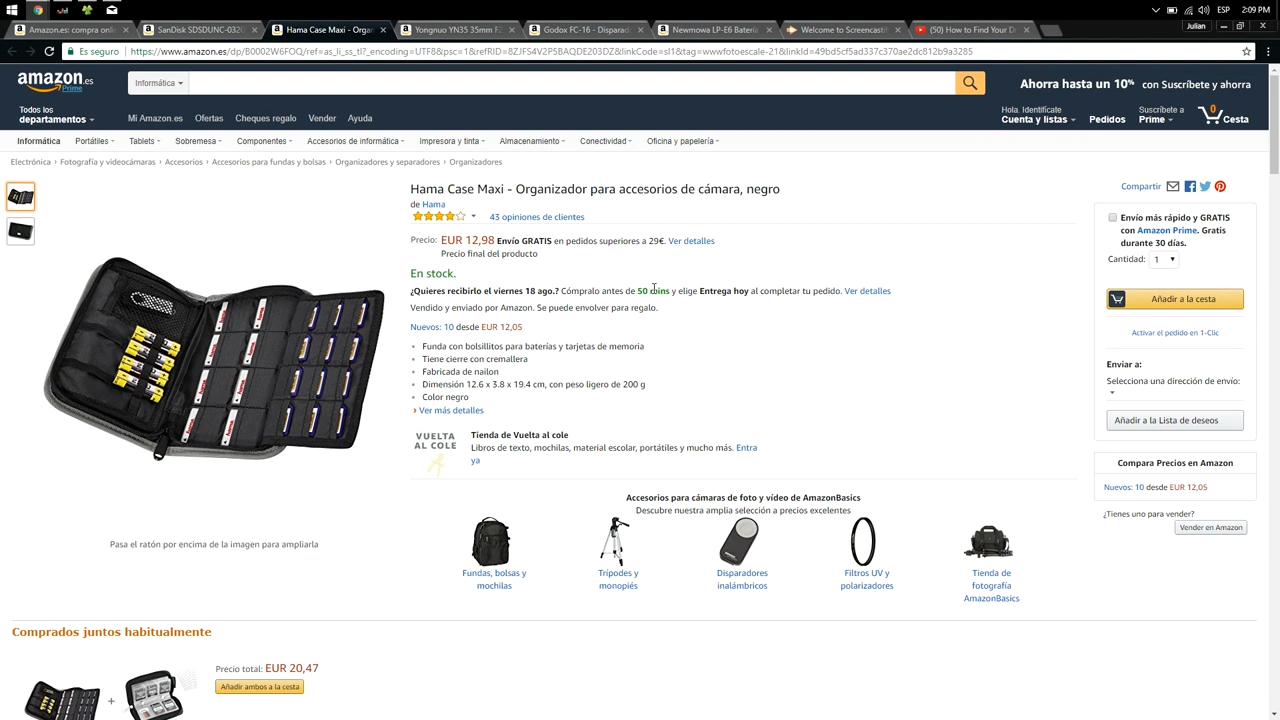 ESP 2:09 PM
Amazon.es: compra onli
SanDisk SDSDUNC-032G
Hama Case Maxi - Organ
Yongnuo YN35 35mm F2
Godox FC-16 - Disparad
Newmowa LP-E6 Batería
Welcome to Screencasti
(50) How to Find Your D
Julian
Es seguro https://www.amazon.es/dp/B0002W6FOQ/ref=as_li_ss_tl?_encoding=UTF8&psc=1&refRID=8ZJFS4V2P5BAQDE203DZ&linkCode=sl1&tag=wwwfotoescale-21&linkId=49bd5cf5ad337c370ae2dc812b9a3285
amazon.es
Prime
Informática
Ahorra hasta un 10% con Suscríbete y ahorra
Todos los
departamentos
Mi Amazon.es Ofertas Cheques regalo Vender Ayuda
Hola. Identifícate
Cuenta y listas
Pedidos
Suscríbete a
Prime
0
Cesta
Informática Portátiles Tablets Sobremesa Componentes Accesorios de informática Impresora y tinta Almacenamiento Conectividad Oficina y papelería
Electrónica › Fotografía y videocámaras › Accesorios › Accesorios para fundas y bolsas › Organizadores y separadores › Organizadores
Hama Case Maxi - Organizador para accesorios de cámara, negro
de Hama
43 opiniones de clientes
Precio: EUR 12,98 Envío GRATIS en pedidos superiores a 29€. Ver detalles
Precio final del producto
En stock.
¿Quieres recibirlo el viernes 18 ago.? Cómpralo antes de 50 mins y elige Entrega hoy al completar tu pedido. Ver detalles
Vendido y enviado por Amazon. Se puede envolver para regalo.
Nuevos: 10 desde EUR 12,05
Funda con bolsillitos para baterías y tarjetas de memoria
Tiene cierre con cremallera
Fabricada de nailon
Dimensión 12.6 x 3.8 x 19.4 cm, con peso ligero de 200 g
Color negro
› Ver más detalles
VUELTA
AL COLE
Tienda de Vuelta al cole
Libros de texto, mochilas, material escolar, portátiles y mucho más. Entra
ya
Accesorios para cámaras de foto y vídeo de AmazonBasics
Descubre nuestra amplia selección a precios excelentes
Fundas, bolsas y
mochilas
Trípodes y
monopiés
Disparadores
inalámbricos
Filtros UV y
polarizadores
Tienda de
fotografía
AmazonBasics
Pasa el ratón por encima de la imagen para ampliarla
Compartir
Envío más rápido y GRATIS
con Amazon Prime. Gratis
durante 30 días.
Cantidad: 1
Añadir a la cesta
Activar el pedido en 1-Clic
Enviar a:
Selecciona una dirección de envío:
Añadir a la Lista de deseos
Compara Precios en Amazon
Nuevos: 10 desde EUR 12,05
¿Tienes uno para vender?
Vender en Amazon
Comprados juntos habitualmente
Precio total: EUR 20,47
Añadir ambos a la cesta
+